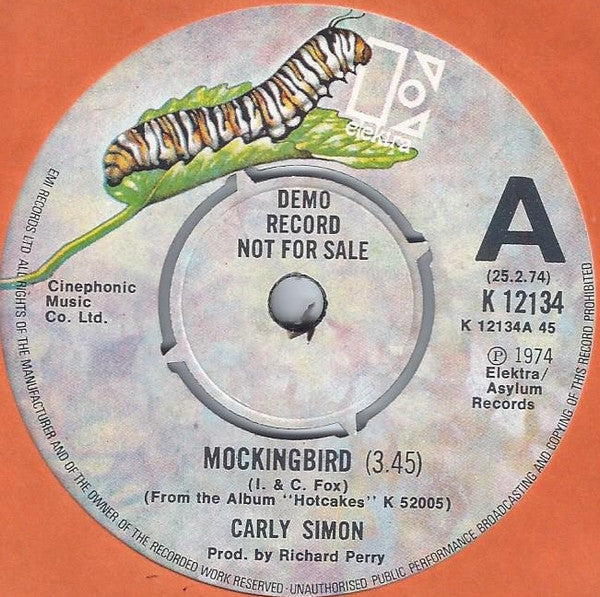 elektra
DEMO
RECORD
NOT FOR SALE
A
(25.2.74)
K 12134
K 12134A 45
Cinephonic
Music
Co. Ltd.
℗ 1974
Elektra/
Asylum
Records
MOCKINGBIRD (3.45)
(I. & C. Fox)
(From the Album "Hotcakes" K 52005)
CARLY SIMON
Prod. by Richard Perry
EMI RECORDS LTD ALL RIGHTS OF THE MANUFACTURER AND OF THE OWNER OF THE RECORDED WORK RESERVED-UNAUTHORISED PUBLIC PERFORMANCE BROADCASTING AND COPYING OF THIS RECORD PROHIBITED